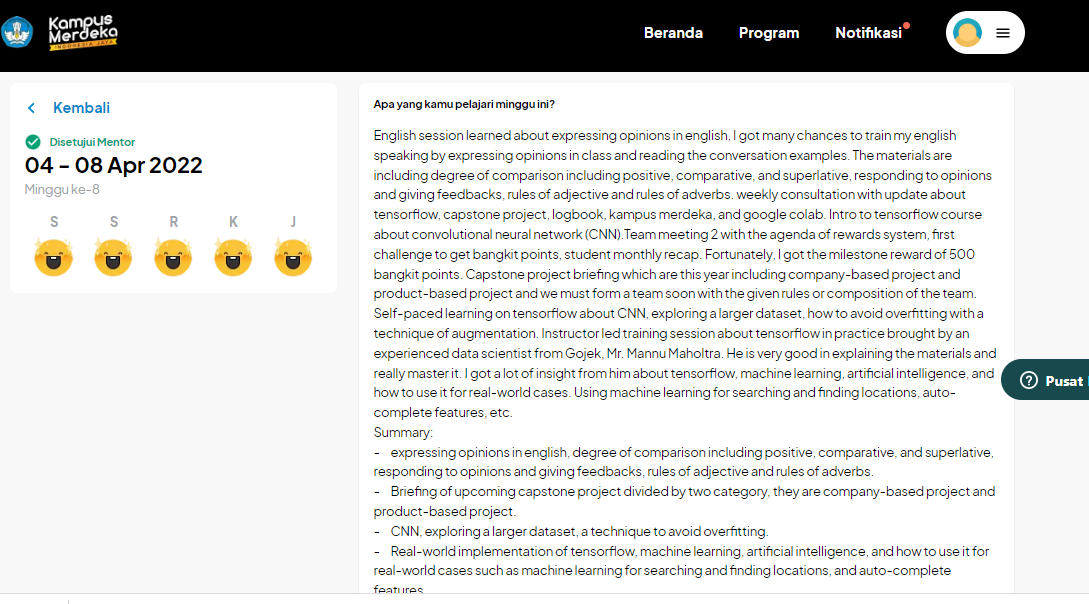 Kampus
Merdeka
INDONESIA JAYA
Beranda
Program
Notifikasi
Kembali
Disetujui Mentor
04 - 08 Apr 2022
Minggu ke-8
S S R K J
Apa yang kamu pelajari minggu ini?
English session learned about expressing opinions in english, I got many chances to train my english
speaking by expressing opinions in class and reading the conversation examples. The materials are
including degree of comparison including positive, comparative, and superlative, responding to opinions
and giving feedbacks, rules of adjective and rules of adverbs. weekly consultation with update about
tensorflow, capstone project, logbook, kampus merdeka, and google colab. Intro to tensorflow course
about convolutional neural network (CNN).Team meeting 2 with the agenda of rewards system, first
challenge to get bangkit points, student monthly recap. Fortunately, I got the milestone reward of 500
bangkit points. Capstone project briefing which are this year including company-based project and
product-based project and we must form a team soon with the given rules or composition of the team.
Self-paced learning on tensorflow about CNN, exploring a larger dataset, how to avoid overfitting with a
technique of augmentation. Instructor led training session about tensorflow in practice brought by an
experienced data scientist from Gojek, Mr. Mannu Maholtra. He is very good in explaining the materials and
really master it. I got a lot of insight from him about tensorflow, machine learning, artificial intelligence, and
how to use it for real-world cases. Using machine learning for searching and finding locations, auto-
complete features, etc.
Summary:
- expressing opinions in english, degree of comparison including positive, comparative, and superlative,
responding to opinions and giving feedbacks, rules of adjective and rules of adverbs.
- Briefing of upcoming capstone project divided by two category, they are company-based project and
product-based project.
- CNN, exploring a larger dataset, a technique to avoid overfitting.
- Real-world implementation of tensorflow, machine learning, artificial intelligence, and how to use it for
real-world cases such as machine learning for searching and finding locations, and auto-complete
features.
Pusat